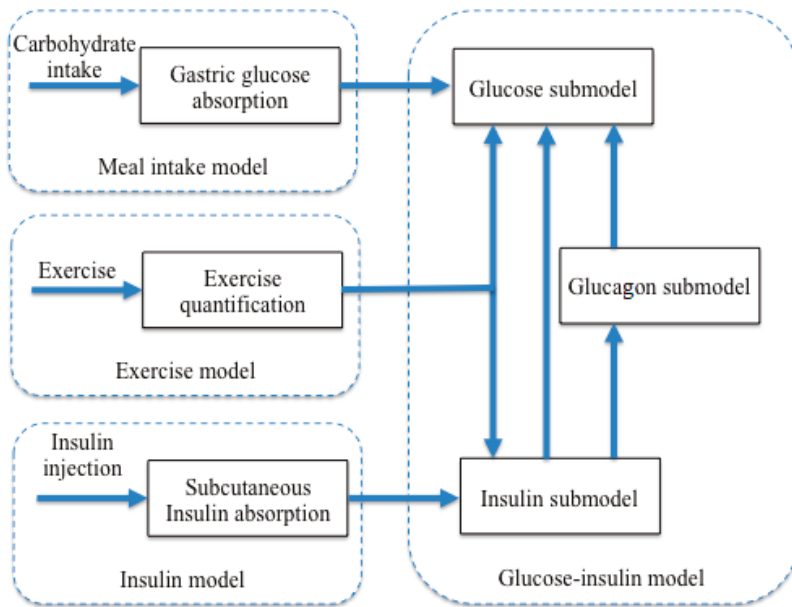 Carbohydrate
intake
Gastric glucose
absorption
Meal intake model
Exercise
Exercise
quantification
Exercise model
Insulin
injection
Subcutaneous
Insulin absorption
Insulin model
Glucose submodel
Glucagon submodel
Insulin submodel
Glucose-insulin model